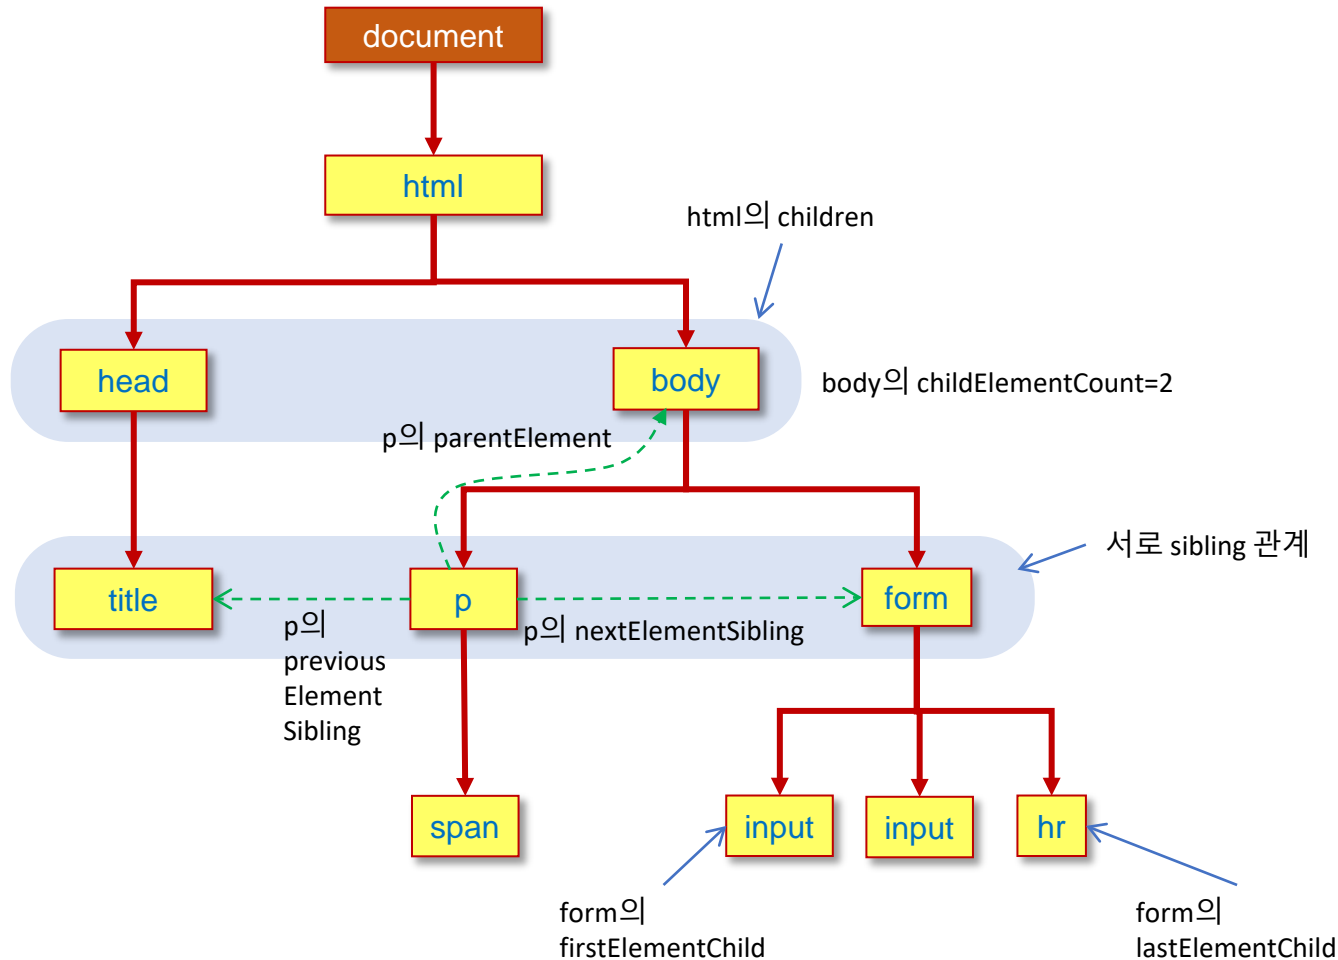 document
html
html의 children
head
body
body의 childElementCount=2
p의 parentElement
서로 sibling 관계
title
p
form
p의
previous
Element
Sibling
p의 nextElementSibling
span
input
input
hr
form의
firstElementChild
form의
lastElementChild